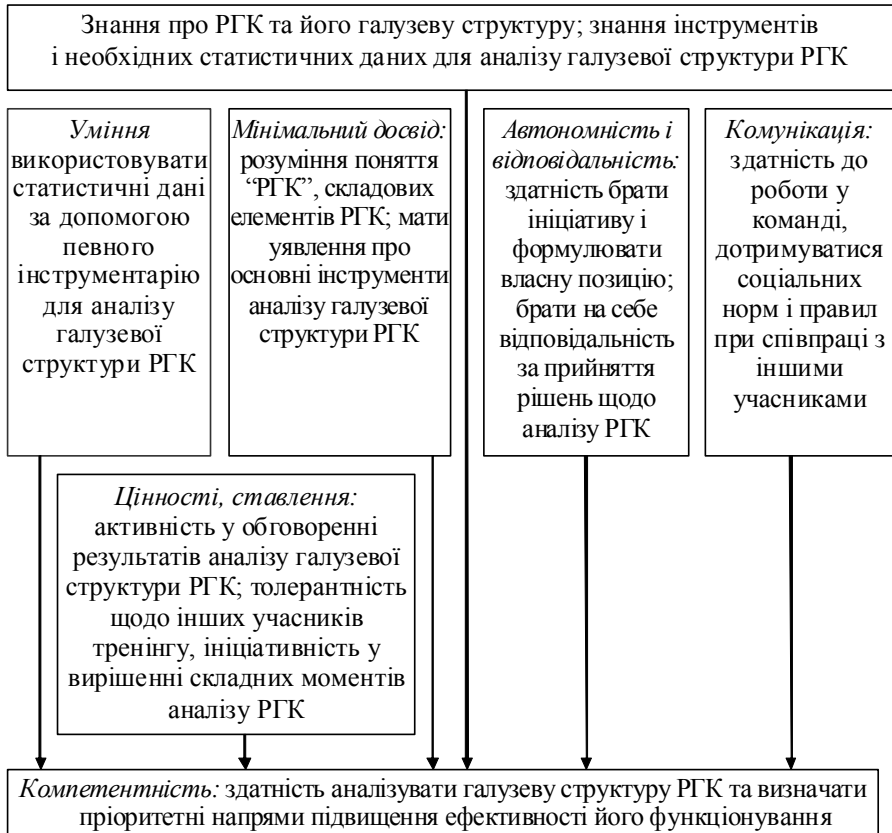 Знання про РГК та його галузеву структуру; знання інструментів
і необхідних статистичних даних для аналізу галузевої структури РГК
Уміння
використовувати
статистичні дані
за допомогою
певного
інструментарію
для аналізу
галузевої
структури РГК
Мінімальний досвід:
розуміння поняття
“РГК”, складових
елементів РГК; мати
уявлення про
основні інструменти
аналізу галузевої
структури РГК
Автономність і
відповідальність:
здатність брати
ініціативу і
формулювати
власну позицію;
брати на себе
відповідальність
за прийняття
рішень щодо
аналізу РГК
Комунікація:
здатність до
роботи у
команді,
дотримуватися
соціальних
норм і правил
при співпраці з
іншими
учасниками
Цінності, ставлення:
активність у обговоренні
результатів аналізу галузевої
структури РГК; толерантність
щодо інших учасників
тренінгу, ініціативність у
вирішенні складних моментів
аналізу РГК
Компетентність: здатність аналізувати галузеву структуру РГК та визначати
пріоритетні напрями підвищення ефективності його функціонування